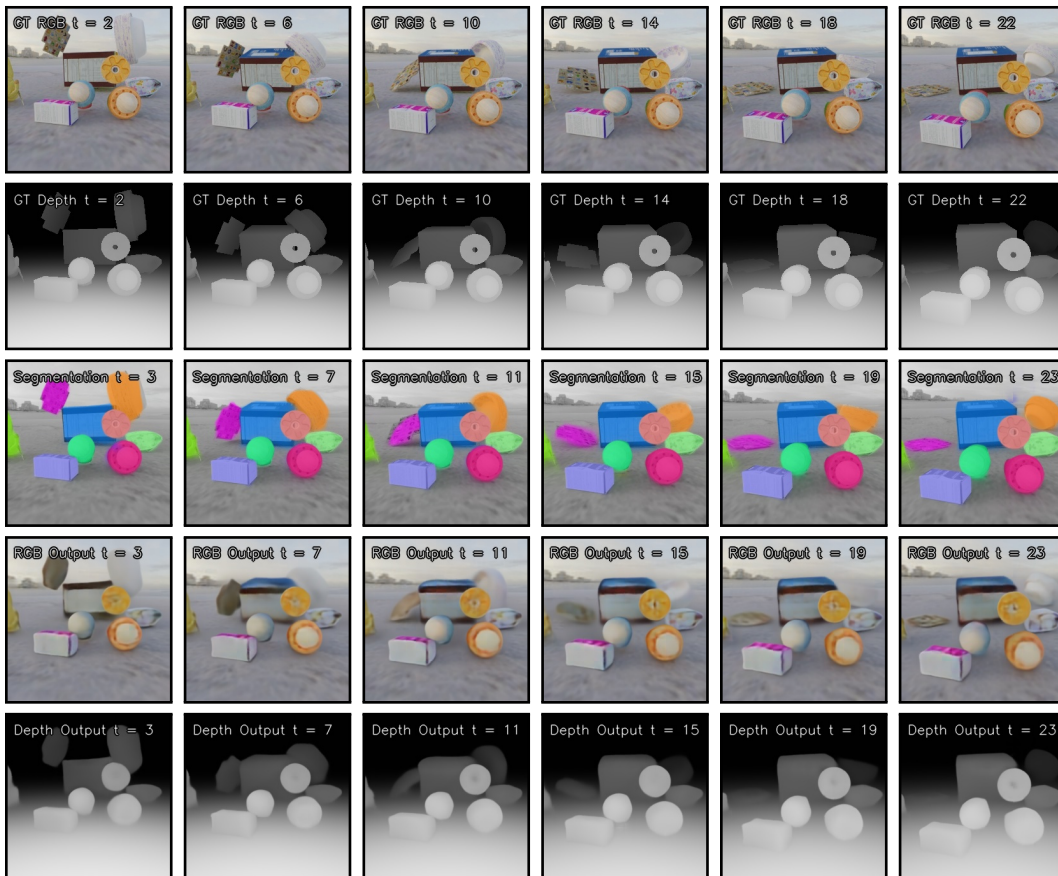 GT RGB t = 2
GT RGB t = 6
GT RGB t = 10
GT RGB t = 14
GT RGB t = 18
GT RGB t = 22
GT Depth t = 2
GT Depth t = 6
GT Depth t = 10
GT Depth t = 14
GT Depth t = 18
GT Depth t = 22
Segmentation t = 3
Segmentation t = 7
Segmentation t = 11
Segmentation t = 15
Segmentation t = 19
Segmentation t = 23
RGB Output t = 3
RGB Output t = 7
RGB Output t = 11
RGB Output t = 15
RGB Output t = 19
RGB Output t = 23
Depth Output t = 3
Depth Output t = 7
Depth Output t = 11
Depth Output t = 15
Depth Output t = 19
Depth Output t = 23